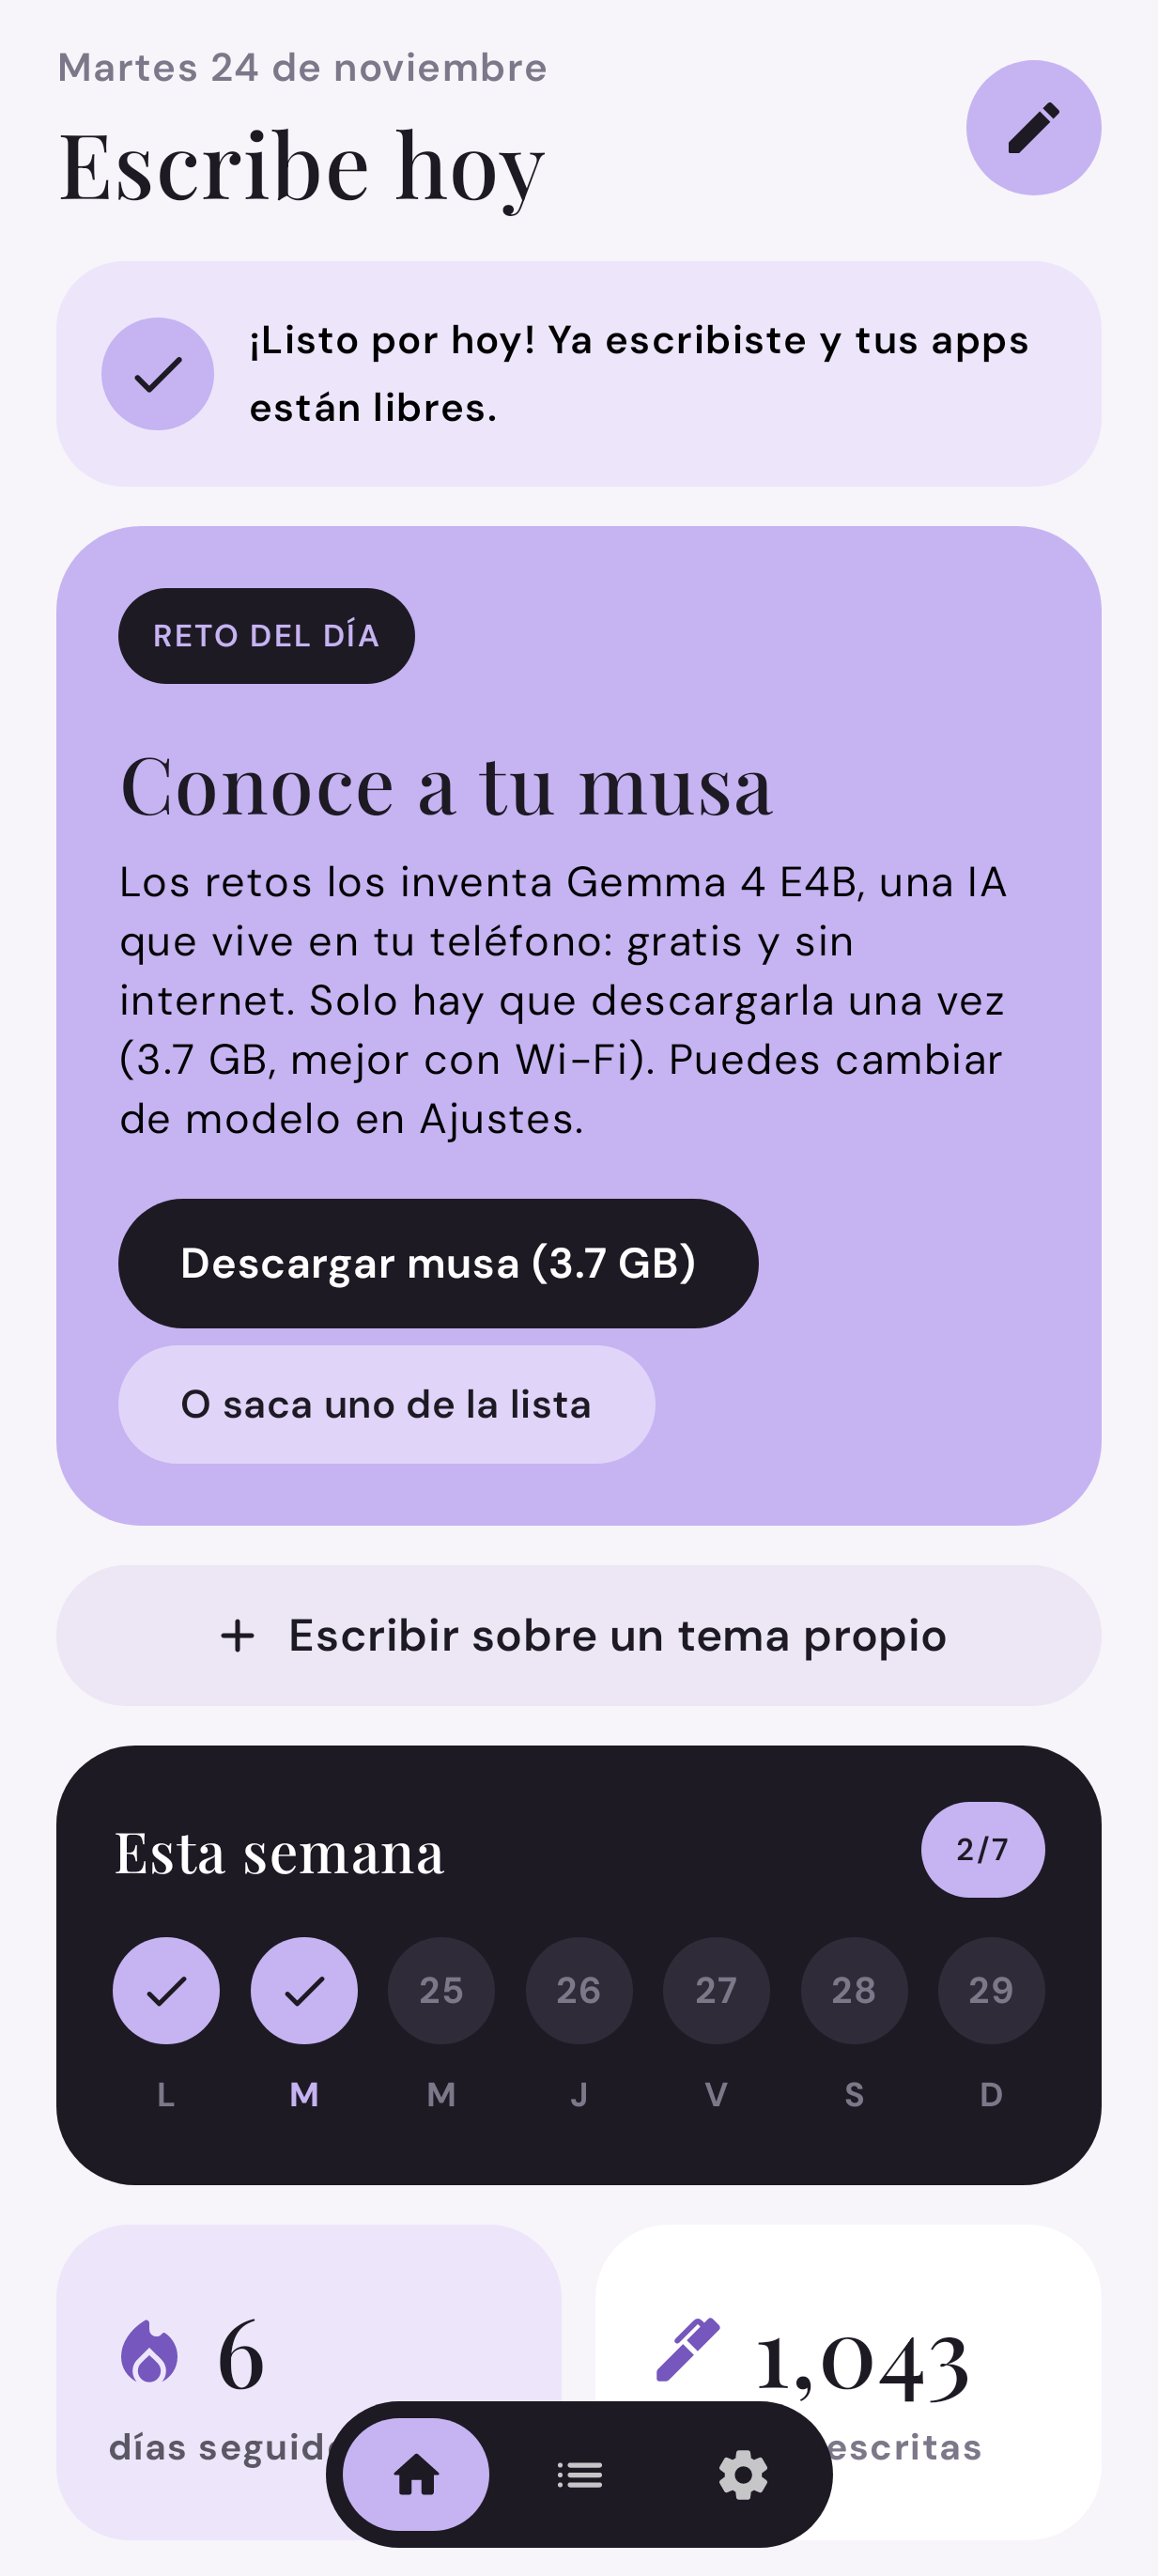 Martes 24 de noviembre
Escribe hoy
¡Listo por hoy! Ya escribiste y tus apps
están libres.
RETO DEL DÍA
Conoce a tu musa
Los retos los inventa Gemma 4 E4B, una IA
que vive en tu teléfono: gratis y sin
internet. Solo hay que descargarla una vez
(3.7 GB, mejor con Wi-Fi). Puedes cambiar
de modelo en Ajustes.
Descargar musa (3.7 GB)
O saca uno de la lista
+ Escribir sobre un tema propio
Esta semana
2/7
25 26 27 28 29
L M M J V S D
6
1,043
días
escritas